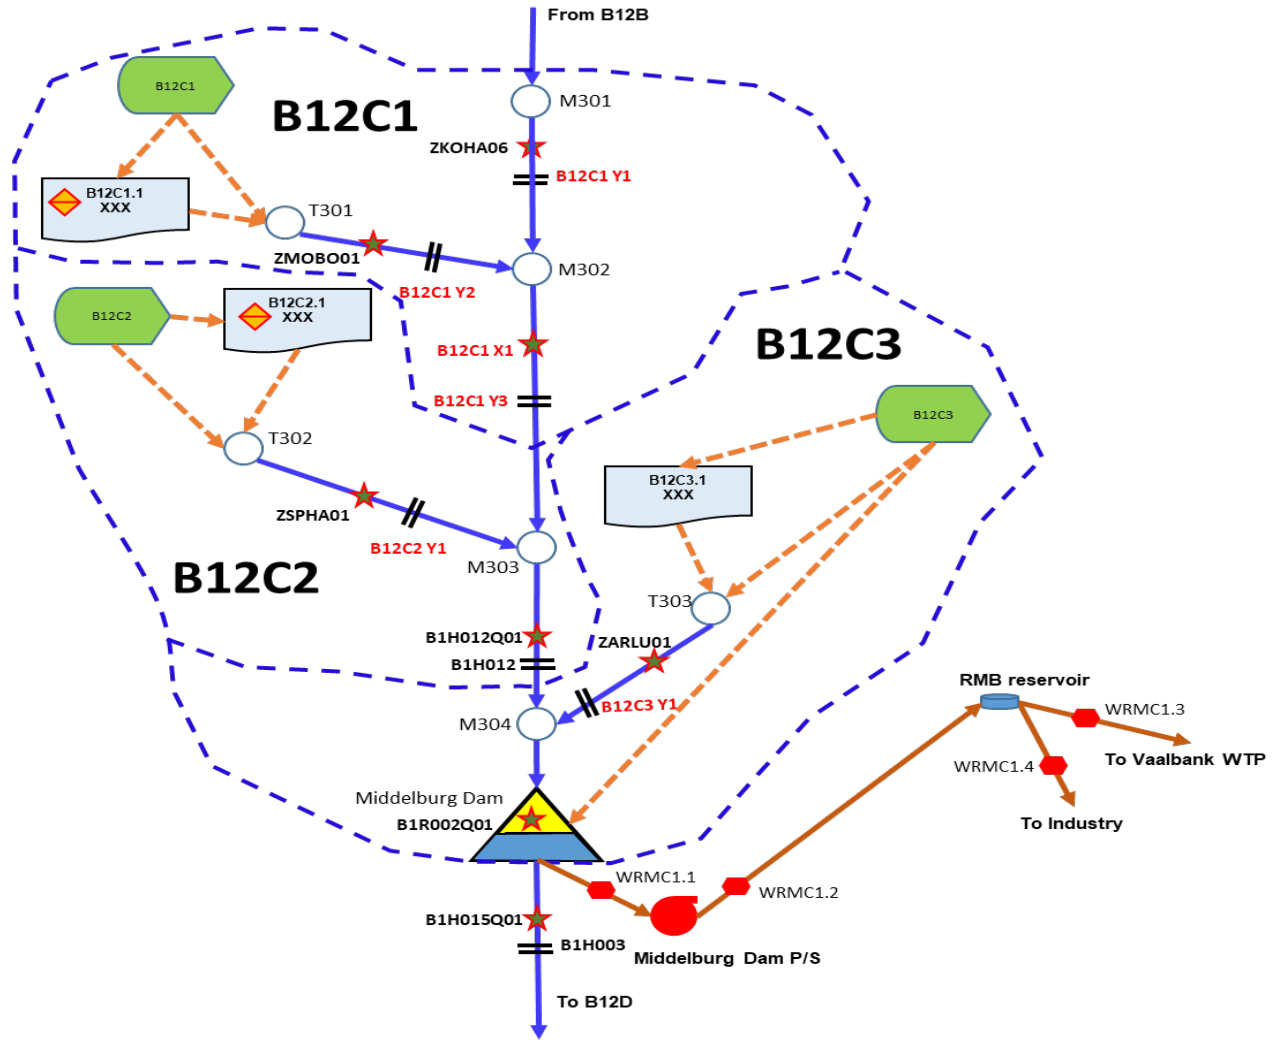 From B12B
B12C1
B12C1
M301
ZKOHA06
B12C1 Y1
B12C1.1
XXX
T301
ZMOBO01
B12C1 Y2
M302
B12C2
B12C2.1
XXX
B12C1 X1
B12C1 Y3
B12C3
B12C3
T302
B12C3.1
XXX
ZSPHA01
B12C2 Y1
M303
B12C2
T303
B1H012Q01
B1H012
ZARLU01
B12C3 Y1
M304
RMB reservoir
WRMC1.3
To Vaalbank WTP
WRMC1.4
To Industry
Middelburg Dam
B1R002Q01
WRMC1.1
WRMC1.2
B1H015Q01
B1H003
Middelburg Dam P/S
To B12D